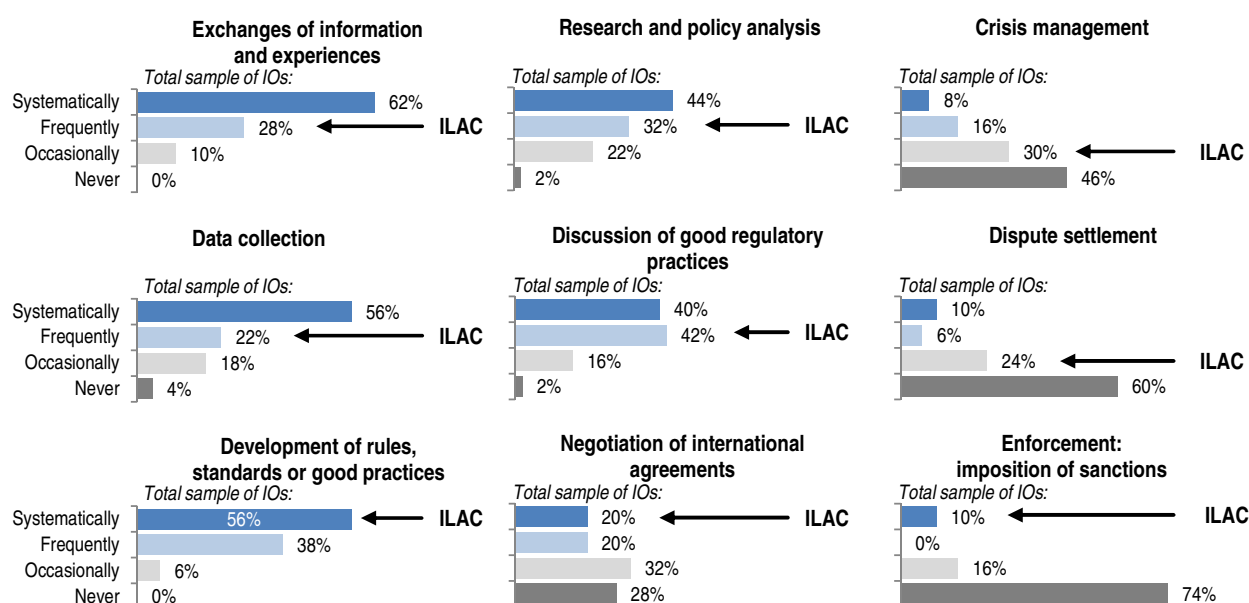 Exchanges of information
and experiences
Total sample of IOs:
Systematically 62%
Frequently 28% ILAC
Occasionally 10%
Never 0%
Research and policy analysis
Total sample of IOs:
44%
32% ILAC
22%
2%
Crisis management
Total sample of IOs:
8%
16%
30% ILAC
46%
Data collection
Total sample of IOs:
Systematically 56%
Frequently 22% ILAC
Occasionally 18%
Never 4%
Discussion of good regulatory
practices
Total sample of IOs:
40%
42% ILAC
16%
2%
Dispute settlement
Total sample of IOs:
10%
6%
24% ILAC
60%
Development of rules,
standards or good practices
Total sample of IOs:
Systematically 56% ILAC
Frequently 38%
Occasionally 6%
Never 0%
Negotiation of international
agreements
Total sample of IOs:
20% ILAC
20%
32%
28%
Enforcement:
imposition of sanctions
Total sample of IOs:
10% ILAC
0%
16%
74%